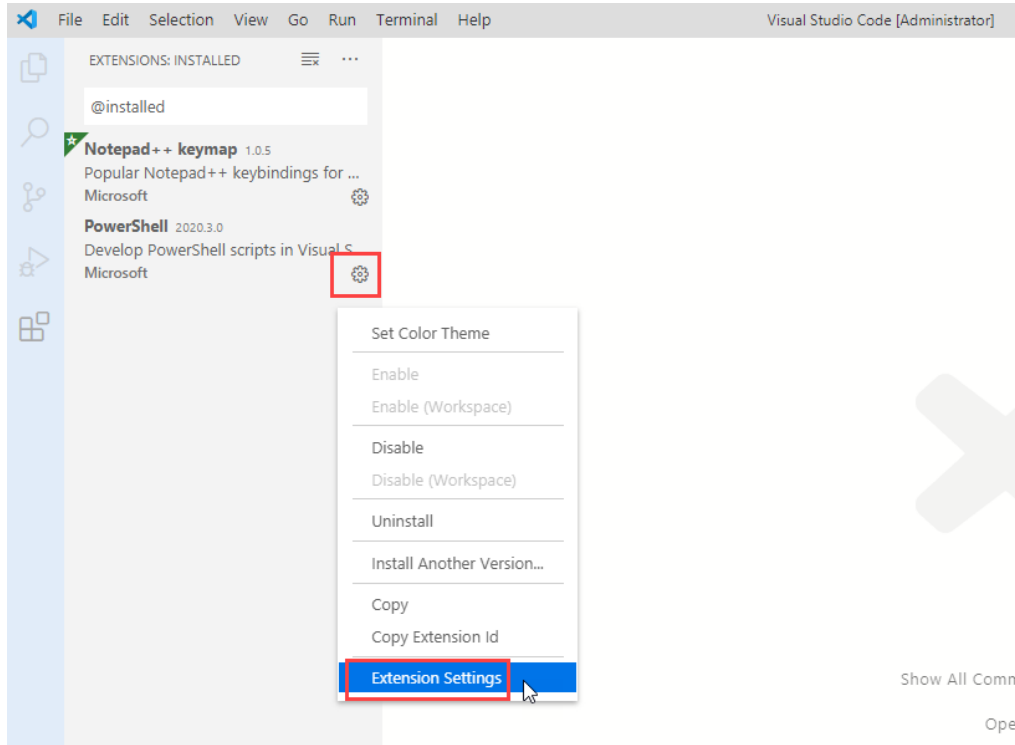 File Edit Selection View Go Run Terminal Help Visual Studio Code [Administrator]
EXTENSIONS: INSTALLED
@installed
Notepad++ keymap 1.0.5
Popular Notepad++ keybindings for ...
Microsoft
PowerShell 2020.3.0
Develop PowerShell scripts in Visual S...
Microsoft
Set Color Theme
Enable
Enable (Workspace)
Disable
Disable (Workspace)
Uninstall
Install Another Version...
Copy
Copy Extension Id
Extension Settings
Show All Comm
Ope